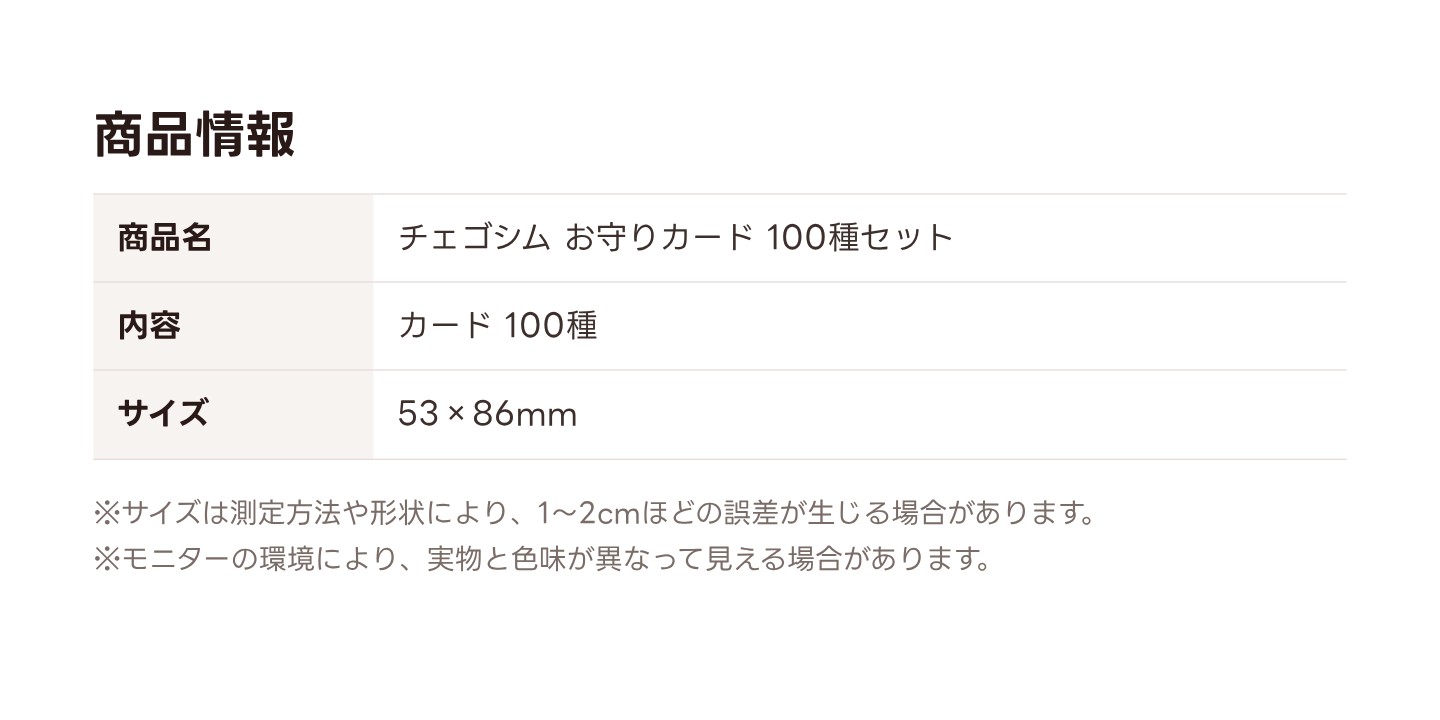 商品情報
商品名 チェゴシム お守りカード 100種セット
内容 カード 100種
サイズ 53×86mm
※サイズは測定方法や形状により、1〜2cmほどの誤差が生じる場合があります。
※モニターの環境により、実物と色味が異なって見える場合があります。